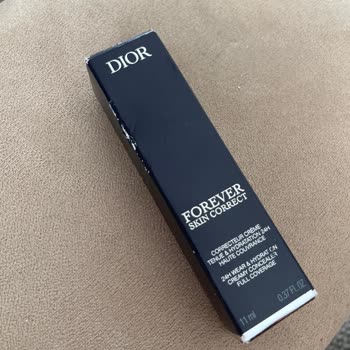 DIOR
FOREVER
SKIN CORRECT
CORRECTEUR CRÈME
TENUE & HYDRATATION 24H
HAUTE COUVRANCE
24H WEAR & HYDRATION
CREAMY CONCEALER
FULL COVERAGE
11 ml 0.37 FL. OZ